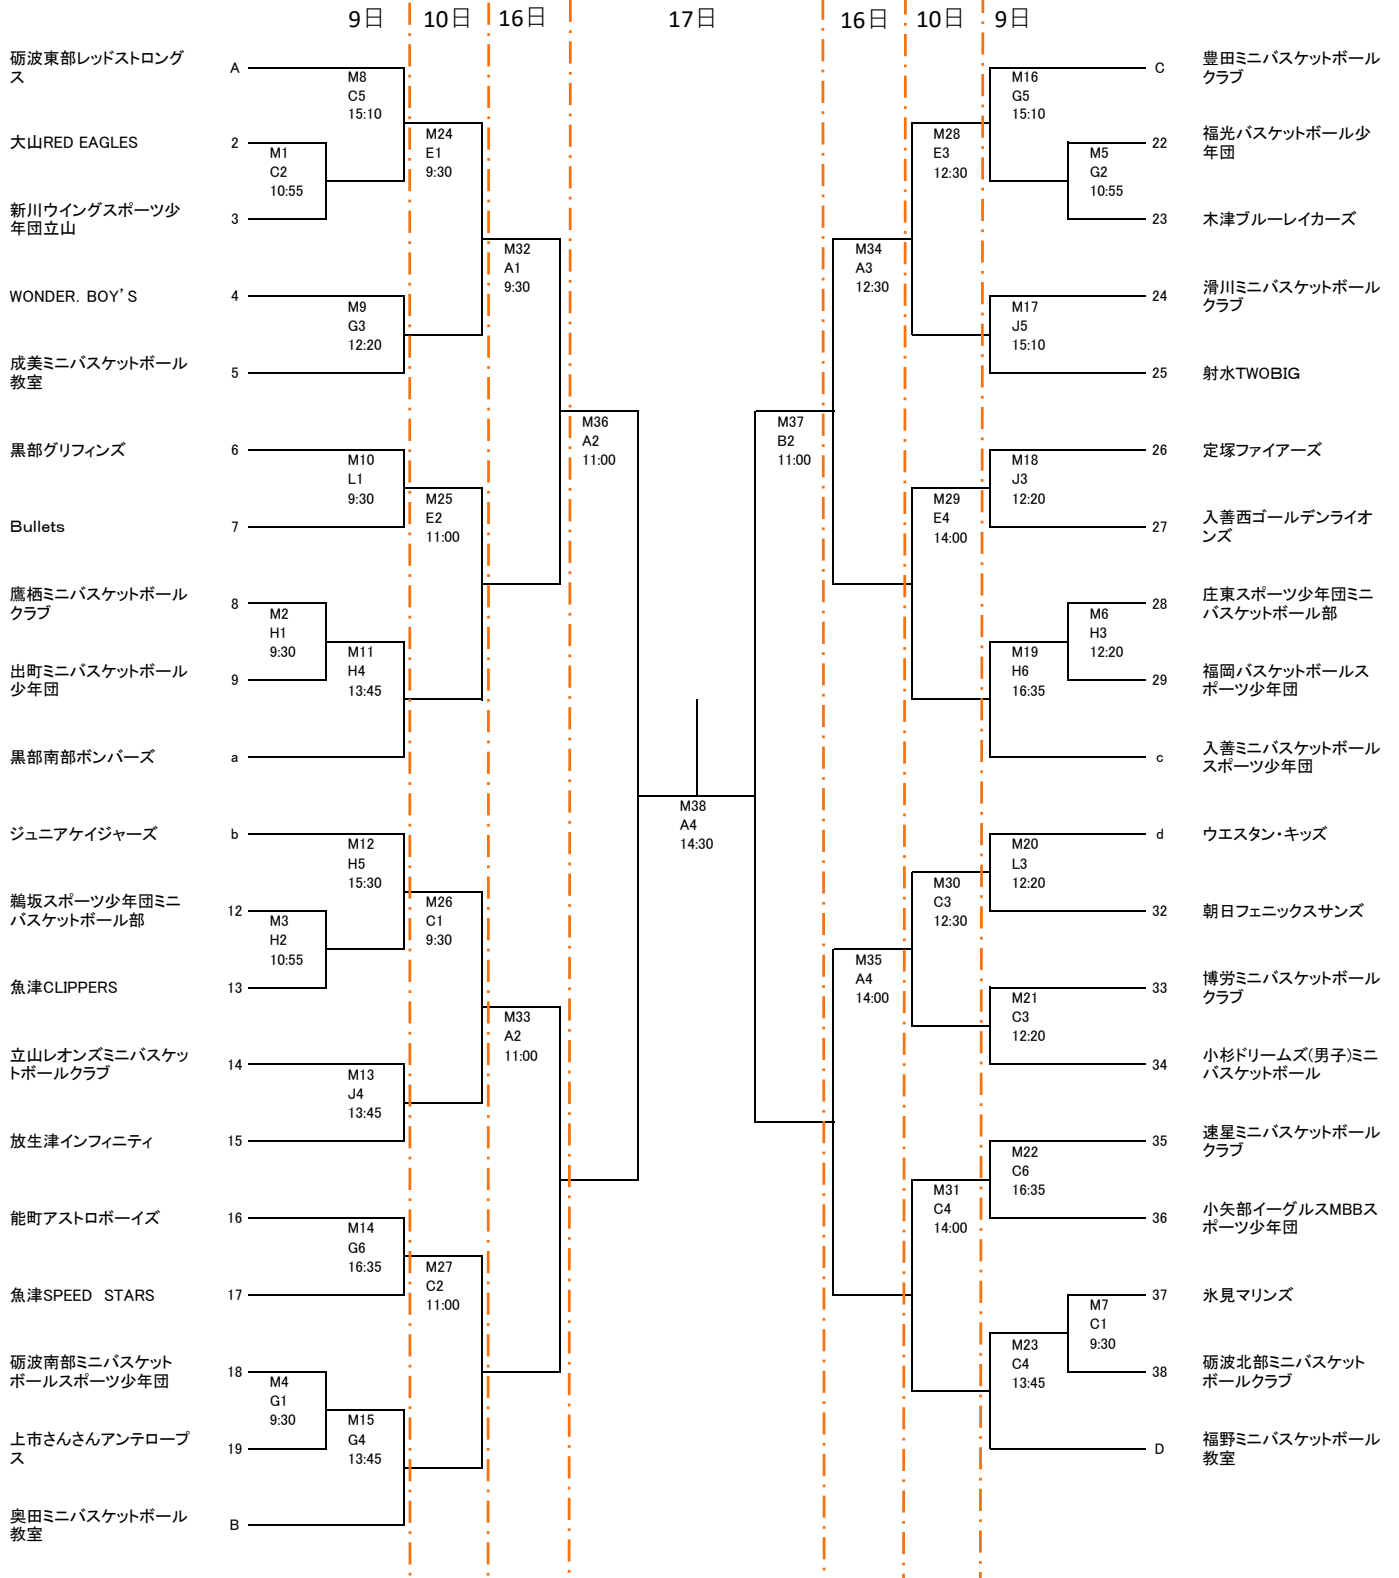 9日
10日
16日
17日
16日
10日
9日
砺波東部レッドストロング
ス
A
M8
C5
15:10
大山RED EAGLES
2
M1
C2
10:55
新川ウイングスポーツ少
年団立山
3
M24
E1
9:30
WONDER．BOY'S
4
M9
G3
12:20
成美ミニバスケットボール
教室
5
M32
A1
9:30
黒部グリフィンズ
6
M10
L1
9:30
Bullets
7
M25
E2
11:00
鷹栖ミニバスケットボール
クラブ
8
M2
H1
9:30
出町ミニバスケットボール
少年団
9
M11
H4
13:45
黒部南部ボンバーズ
a
M36
A2
11:00
ジュニアケイジャーズ
b
M12
H5
15:30
鵜坂スポーツ少年団ミニ
バスケットボール部
12
M3
H2
10:55
魚津CLIPPERS
13
M26
C1
9:30
立山レオンズミニバスケッ
トボールクラブ
14
M13
J4
13:45
放生津インフィニティ
15
M33
A2
11:00
能町アストロボーイズ
16
M14
G6
16:35
魚津SPEED　STARS
17
M27
C2
11:00
砺波南部ミニバスケット
ボールスポーツ少年団
18
M4
G1
9:30
上市さんさんアンテロープ
ス
19
M15
G4
13:45
奥田ミニバスケットボール
教室
B
M38
A4
14:30
M37
B2
11:00
M34
A3
12:30
M28
E3
12:30
M16
G5
15:10
C
豊田ミニバスケットボール
クラブ
M5
G2
10:55
22
福光バスケットボール少
年団
23
木津ブルーレイカーズ
M17
J5
15:10
24
滑川ミニバスケットボール
クラブ
25
射水TWOBIG
M29
E4
14:00
M18
J3
12:20
26
定塚ファイアーズ
27
入善西ゴールデンライオ
ンズ
M6
H3
12:20
28
庄東スポーツ少年団ミニ
バスケットボール部
M19
H6
16:35
29
福岡バスケットボールス
ポーツ少年団
c
入善ミニバスケットボール
スポーツ少年団
M35
A4
14:00
M30
C3
12:30
M20
L3
12:20
d
ウエスタン・キッズ
32
朝日フェニックスサンズ
M21
C3
12:20
33
博労ミニバスケットボール
クラブ
34
小杉ドリームズ(男子)ミニ
バスケットボール
M31
C4
14:00
M22
C6
16:35
35
速星ミニバスケットボール
クラブ
36
小矢部イーグルスMBBス
ポーツ少年団
M7
C1
9:30
37
氷見マリンズ
M23
C4
13:45
38
砺波北部ミニバスケット
ボールクラブ
D
福野ミニバスケットボール
教室